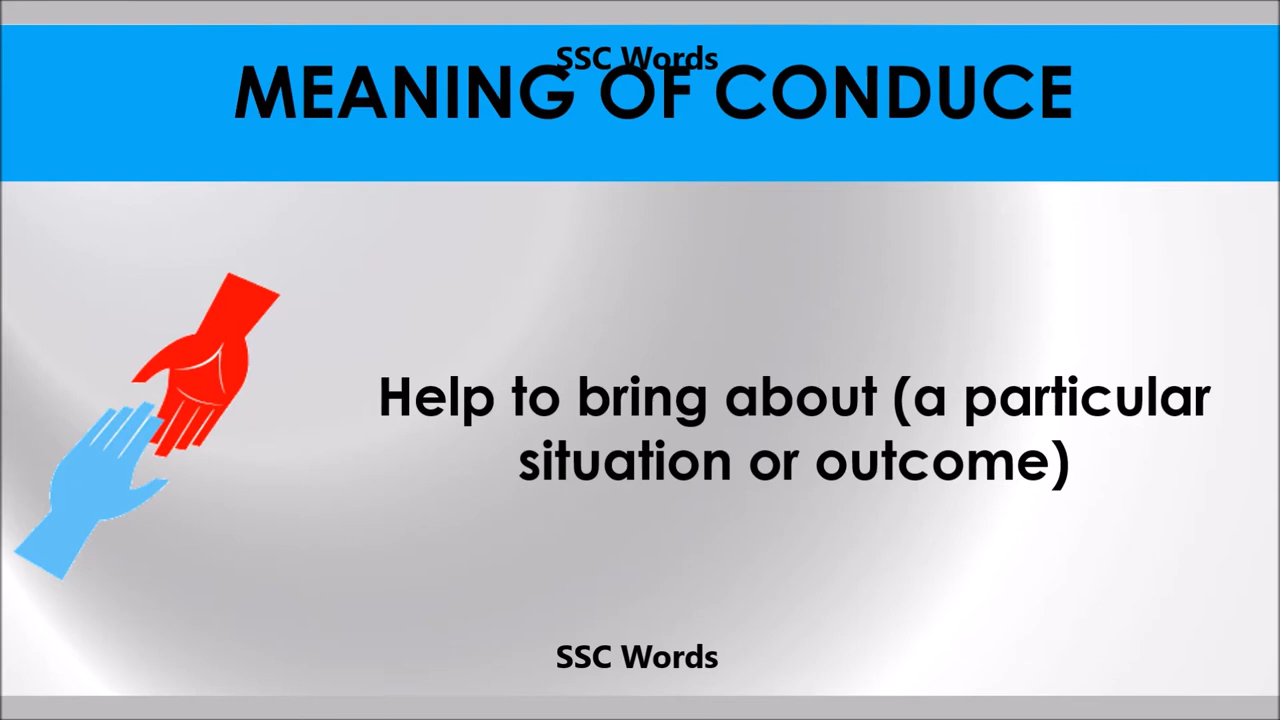 SSC Words
MEANING OF CONDUCE
Help to bring about (a particular
situation or outcome)
SSC Words